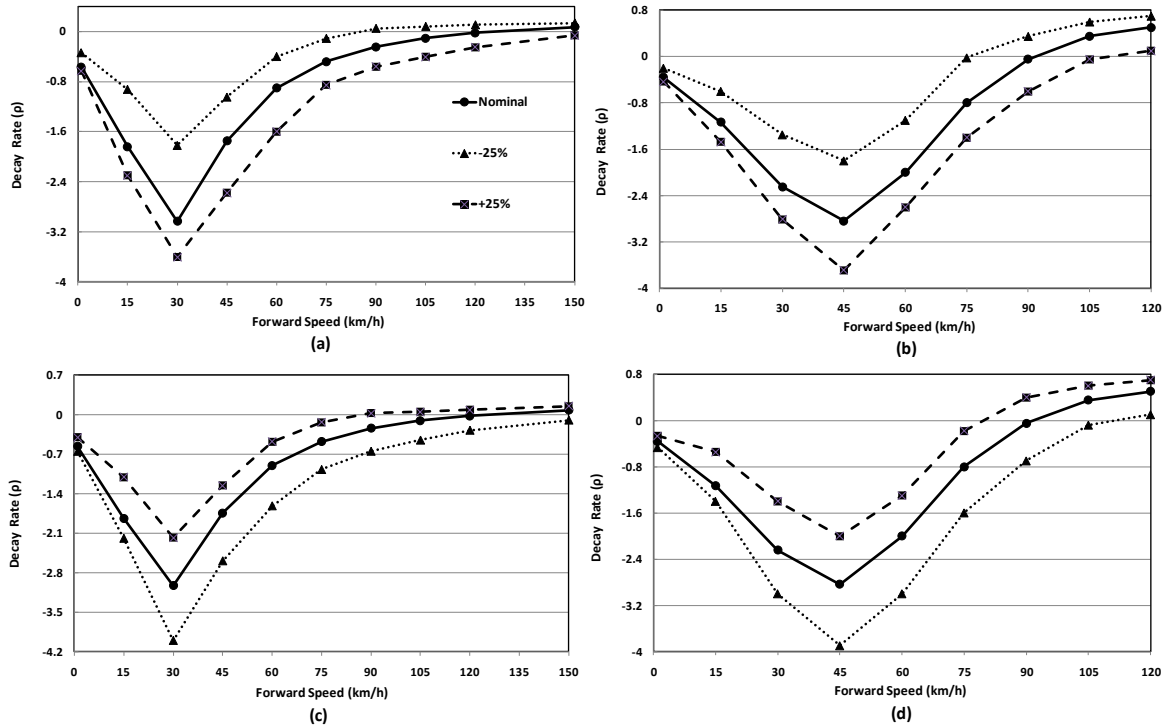 0
-0.8
-1.6
-2.4
-3.2
-4
Decay Rate (ρ)
Nominal
-25%
+25%
0 15 30 45 60 75 90 105 120 135 150
Forward Speed (km/h)
(a)
0.8
0
-0.8
-1.6
-2.4
-3.2
-4
Decay Rate (ρ)
0 15 30 45 60 75 90 105 120
Forward Speed (km/h)
(b)
0.7
0
-0.7
-1.4
-2.1
-2.8
-3.5
-4.2
Decay Rate (ρ)
0 15 30 45 60 75 90 105 120 135 150
Forward Speed (km/h)
(c)
0.8
0
-0.8
-1.6
-2.4
-3.2
-4
Decay Rate (ρ)
0 15 30 45 60 75 90 105 120
Forward Speed (km/h)
(d)